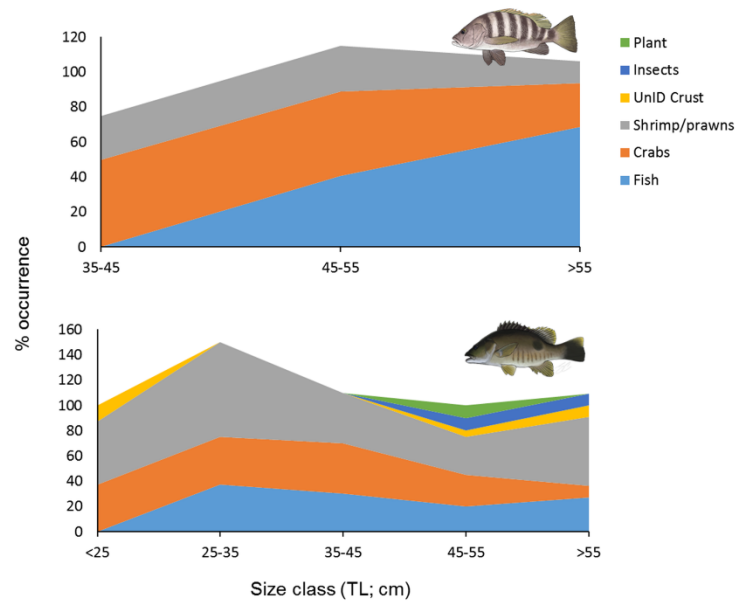 120
100
80
60
40
20
0
35-45 45-55 >55
Plant
Insects
UnID Crust
Shrimp/prawns
Crabs
Fish
% occurrence
160
140
120
100
80
60
40
20
0
<25 25-35 35-45 45-55 >55
Size class (TL; cm)